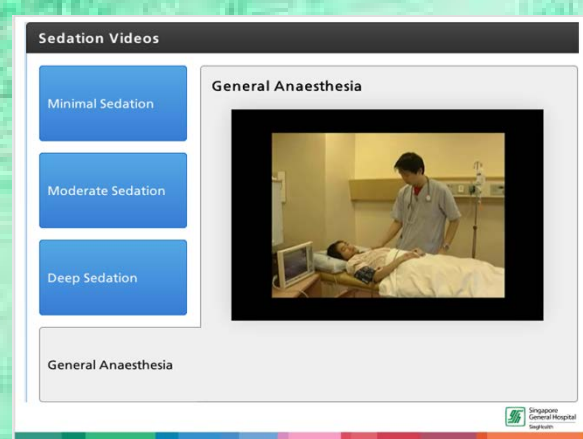 Sedation Videos
Minimal Sedation
Moderate Sedation
Deep Sedation
General Anaesthesia
General Anaesthesia
Singapore
General Hospital
SingHealth